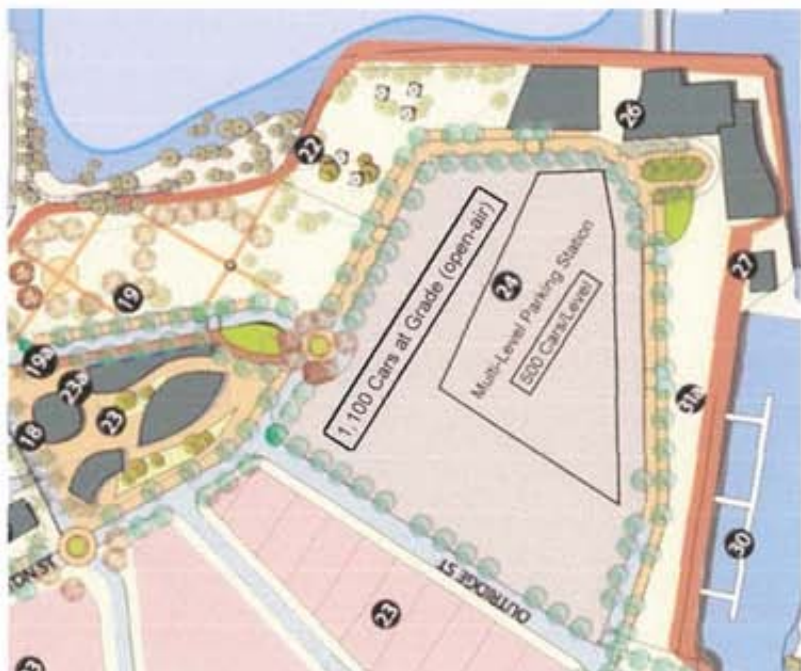 26
22
1,100 Cars at Grade (open-air)
24
Multi-Level Parking Station
500 Cars/Level
27
19
19a
23a
23
18
31a
30
OUTRIDGE ST
23